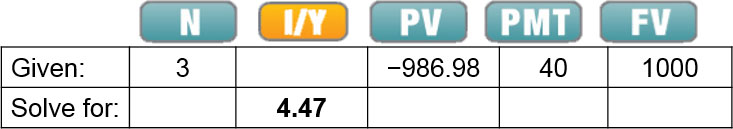 N I/Y PV PMT FV
Given: 3 −986.98 40 1000
Solve for: 4.47